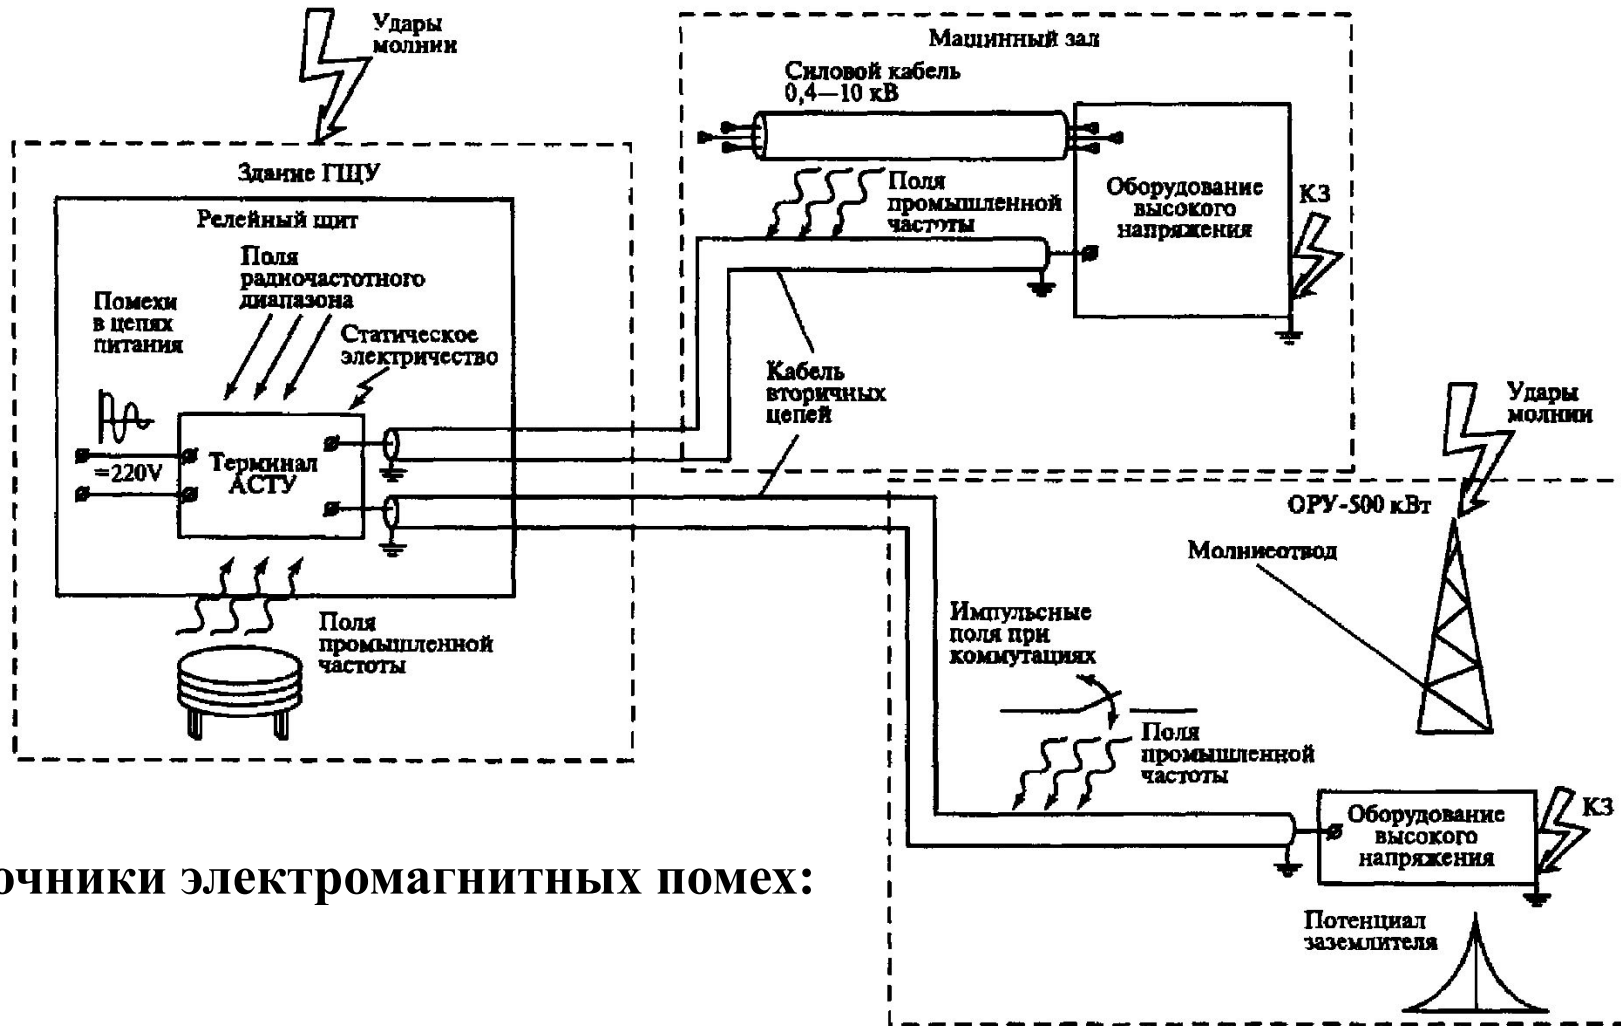 Удары
молнии
Здание ГЩУ
Релейный щит
Поля
радиочастотного
диапазона
Помехи
в цепях
питания
Статическое
электричество
=220V
Терминал
АСТУ
Поля
промышленной
частоты
Машинный зал
Силовой кабель
0,4—10 кВ
Поля
промышленной
частоты
Оборудование
высокого
напряжения
КЗ
Кабель
вторичных
цепей
Удары
молнии
ОРУ-500 кВт
Молниеотвод
Импульсные
поля при
коммутациях
Поля
промышленной
частоты
Оборудование
высокого
напряжения
КЗ
Потенциал
заземлителя
очники электромагнитных помех: